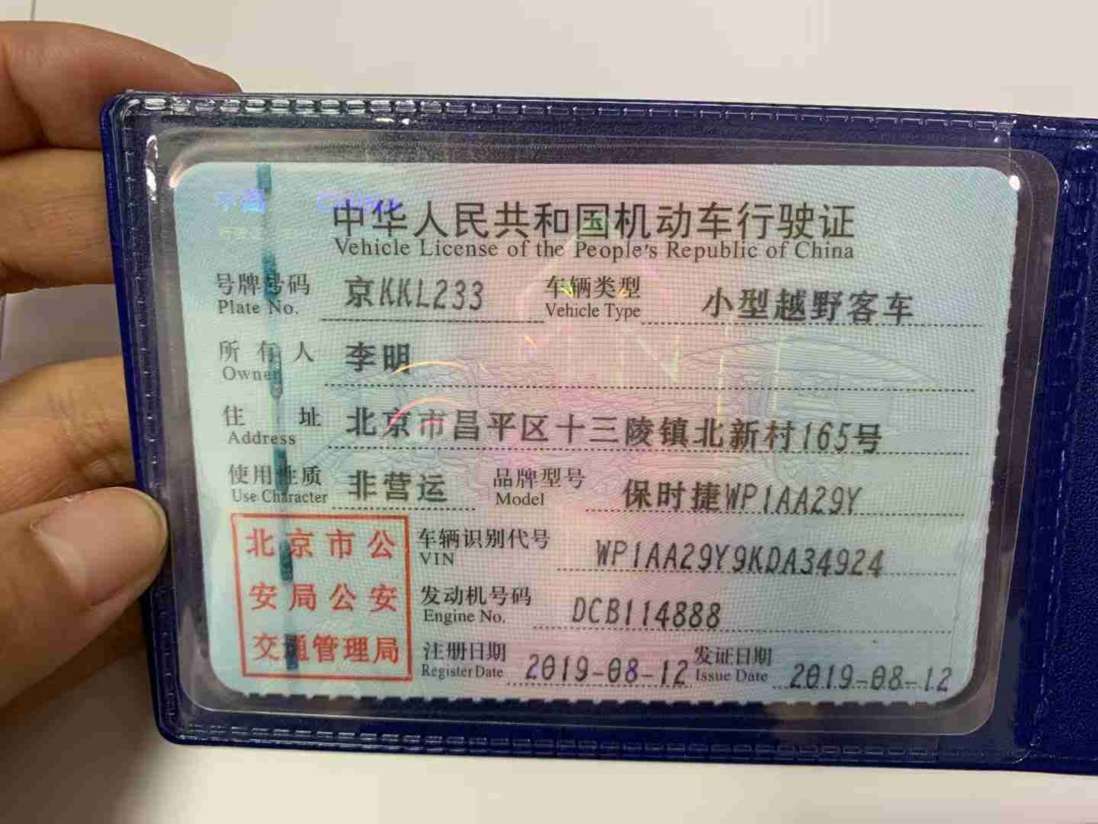 中华人民共和国机动车行驶证
Vehicle License of the People's Republic of China
号牌号码 京KKL233 车辆类型 小型越野客车
Plate No. Vehicle Type
所有人 李明
Owner
住址 北京市昌平区十三陵镇北新村165号
Address
使用性质 非营运 品牌型号 保时捷WP1AA29Y
Use Character Model
北京市公
安局公安
交通管理局
车辆识别代号 WP1AA29Y9KDA34924
VIN
发动机号码 DCB114888
Engine No.
注册日期 2019-08-12 发证日期 2019-08-12
Register Date Issue Date